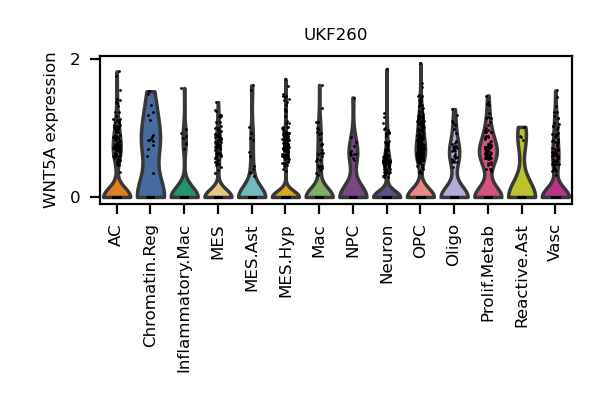 UKF260
WNT5A expression
2
0
AC
Chromatin.Reg
Inflammatory.Mac
MES
MES.Ast
MES.Hyp
Mac
NPC
Neuron
OPC
Oligo
Prolif.Metab
Reactive.Ast
Vasc